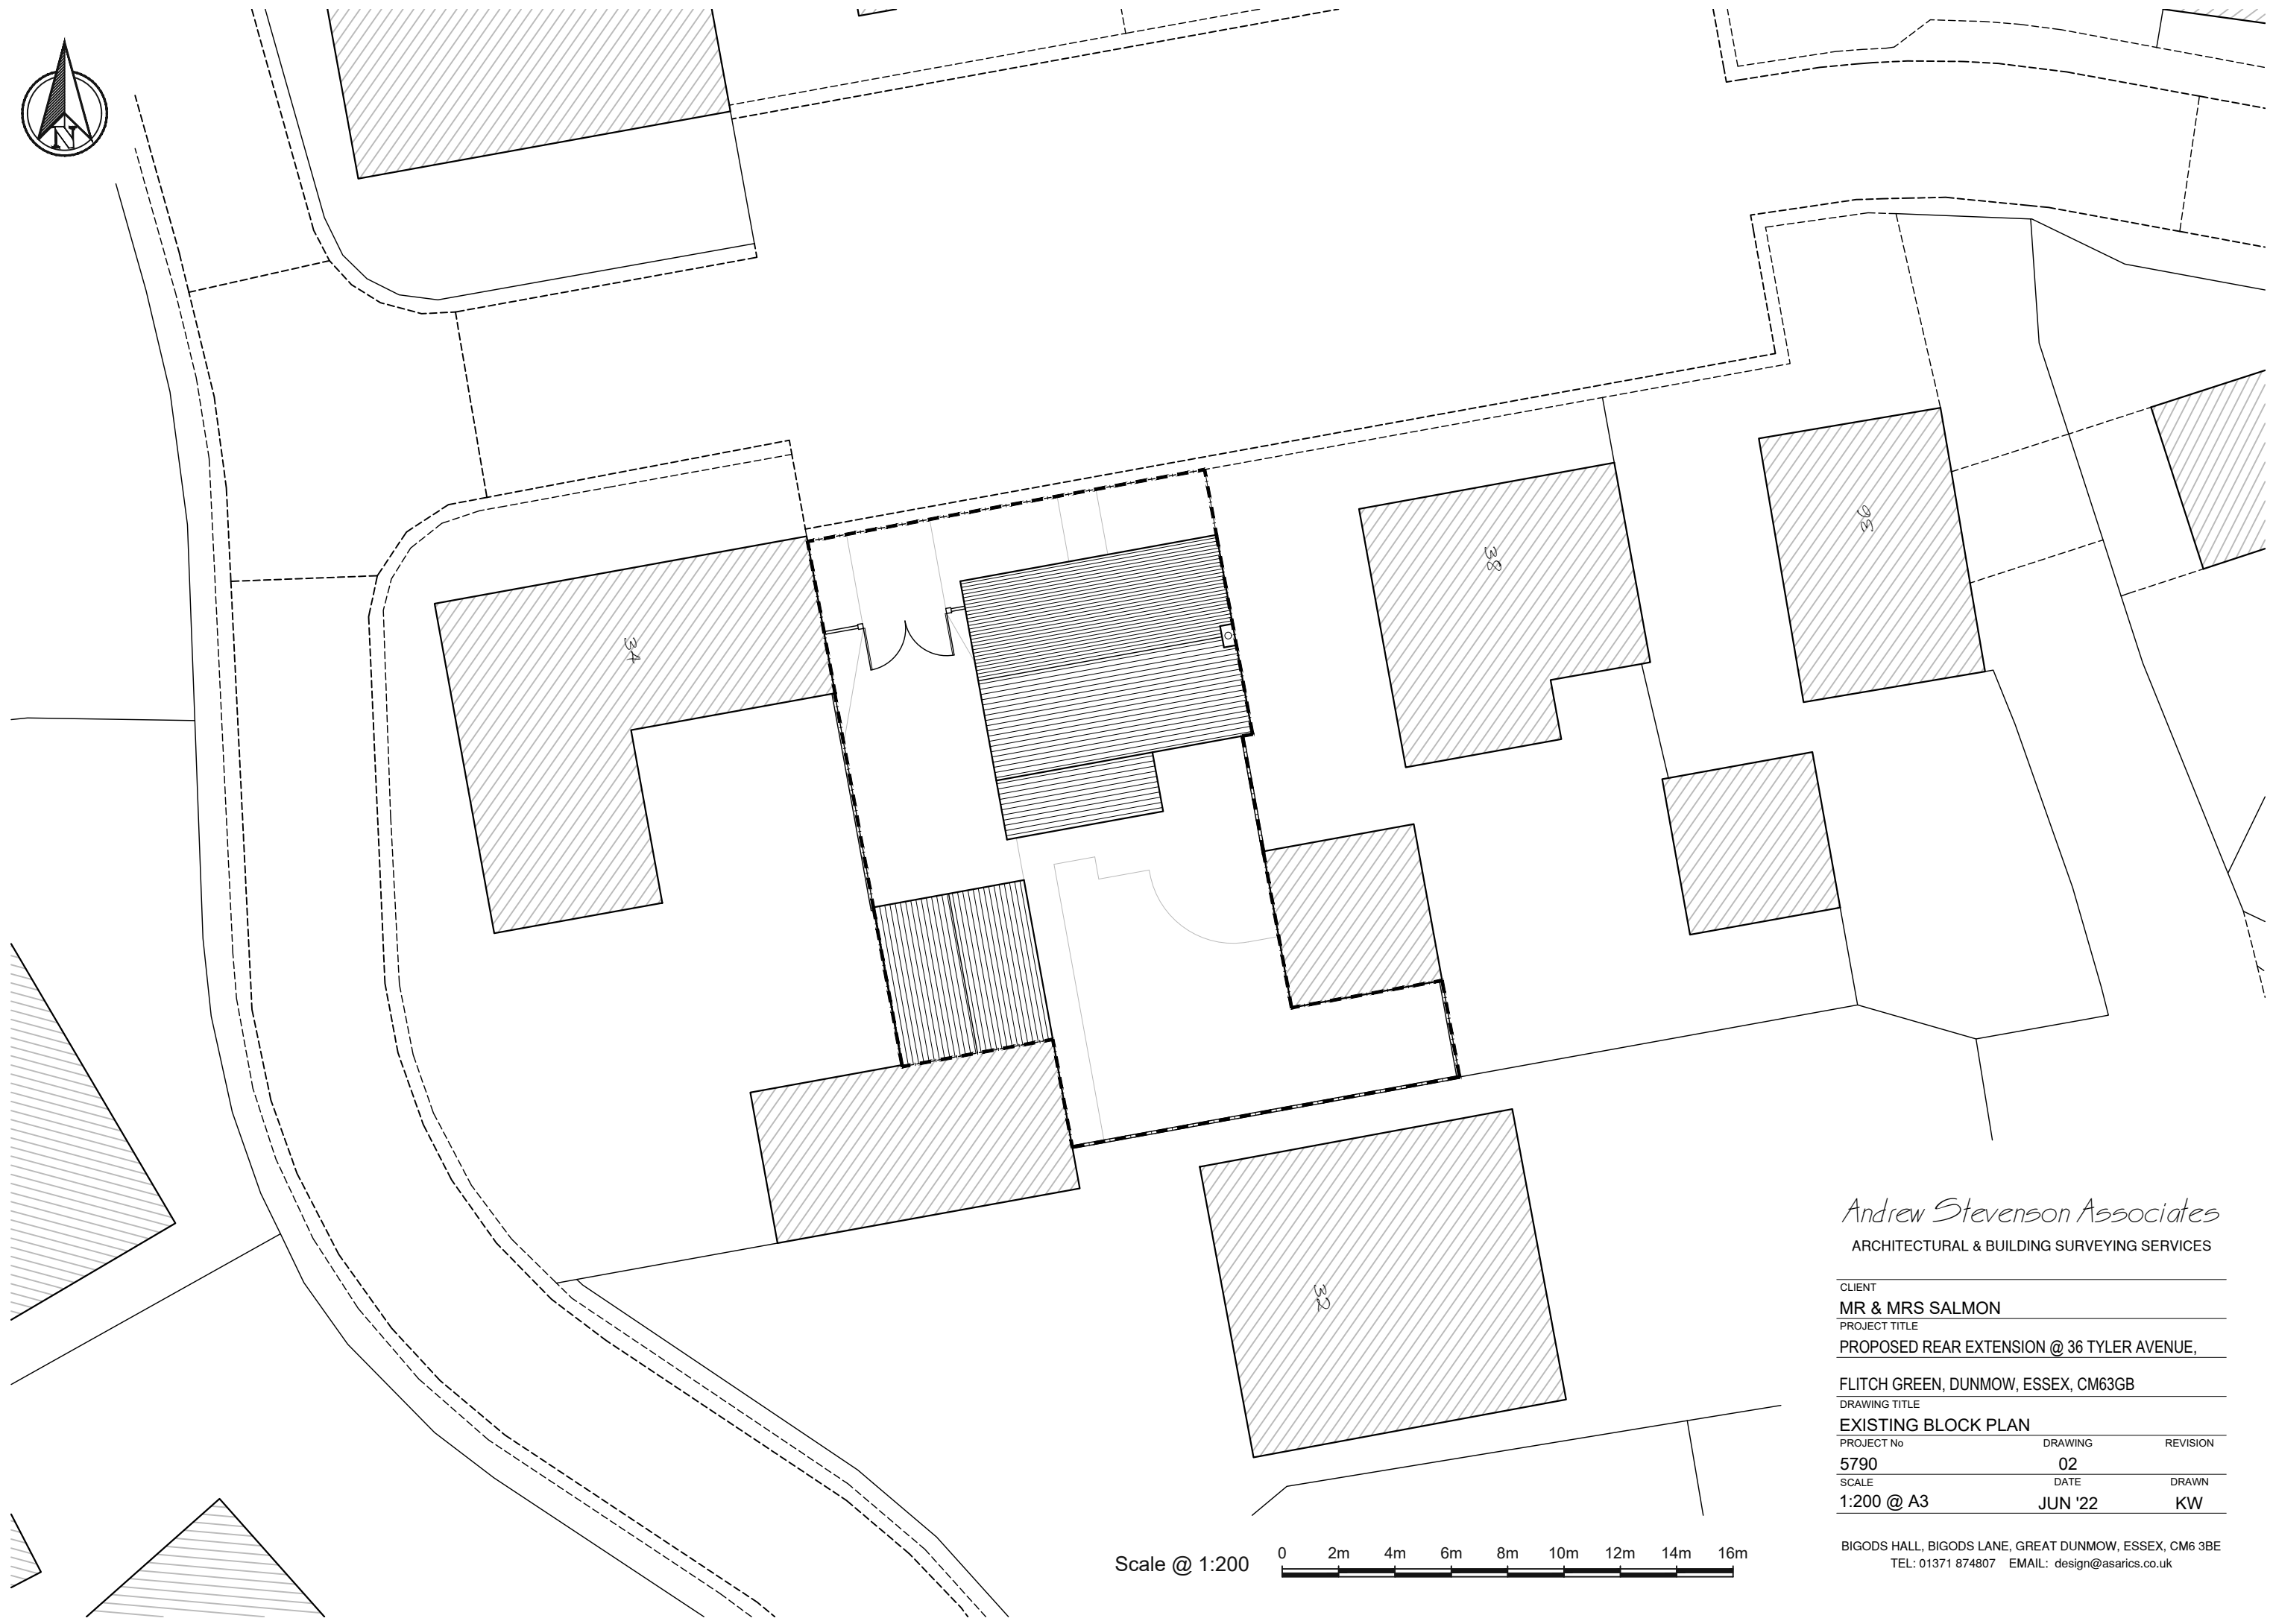 N
34
38
36
32
Andrew Stevenson Associates
ARCHITECTURAL & BUILDING SURVEYING SERVICES
CLIENT
MR & MRS SALMON
PROJECT TITLE
PROPOSED REAR EXTENSION @ 36 TYLER AVENUE,
FLITCH GREEN, DUNMOW, ESSEX, CM63GB
DRAWING TITLE
EXISTING BLOCK PLAN
PROJECT No DRAWING REVISION
5790 02
SCALE DATE DRAWN
1:200 @ A3 JUN '22 KW
BIGODS HALL, BIGODS LANE, GREAT DUNMOW, ESSEX, CM6 3BE
TEL: 01371 874807 EMAIL: design@asarics.co.uk
Scale @ 1:200 0 2m 4m 6m 8m 10m 12m 14m 16m